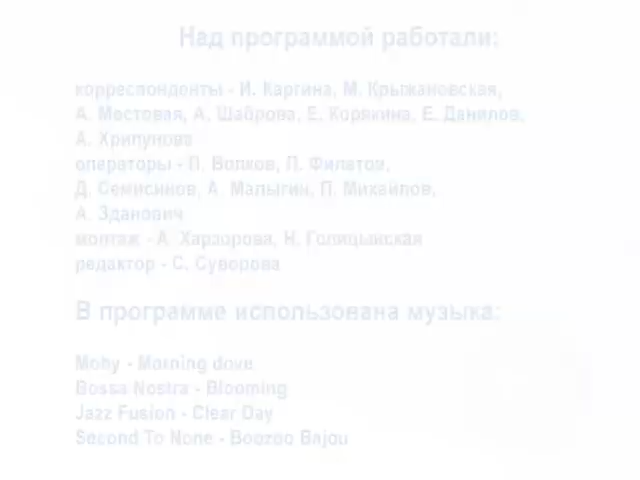 Над программой работали:
корреспонденты - И. Каргина, М. Крыжановская,
А. Мостовая, А. Шаброва, Е. Корякина, Е. Данилов,
А. Хрипунова
операторы - П. Волков, П. Филатов,
Д. Семисинов, А. Малыгин, П. Михайлов,
А. Зданович
монтаж - А. Харзорова, Н. Голицынская
редактор - С. Суворова
В программе использована музыка:
Moby - Morning dove
Bossa Nostra - Blooming
Jazz Fusion - Clear Day
Second To None - Boozoo Bajou